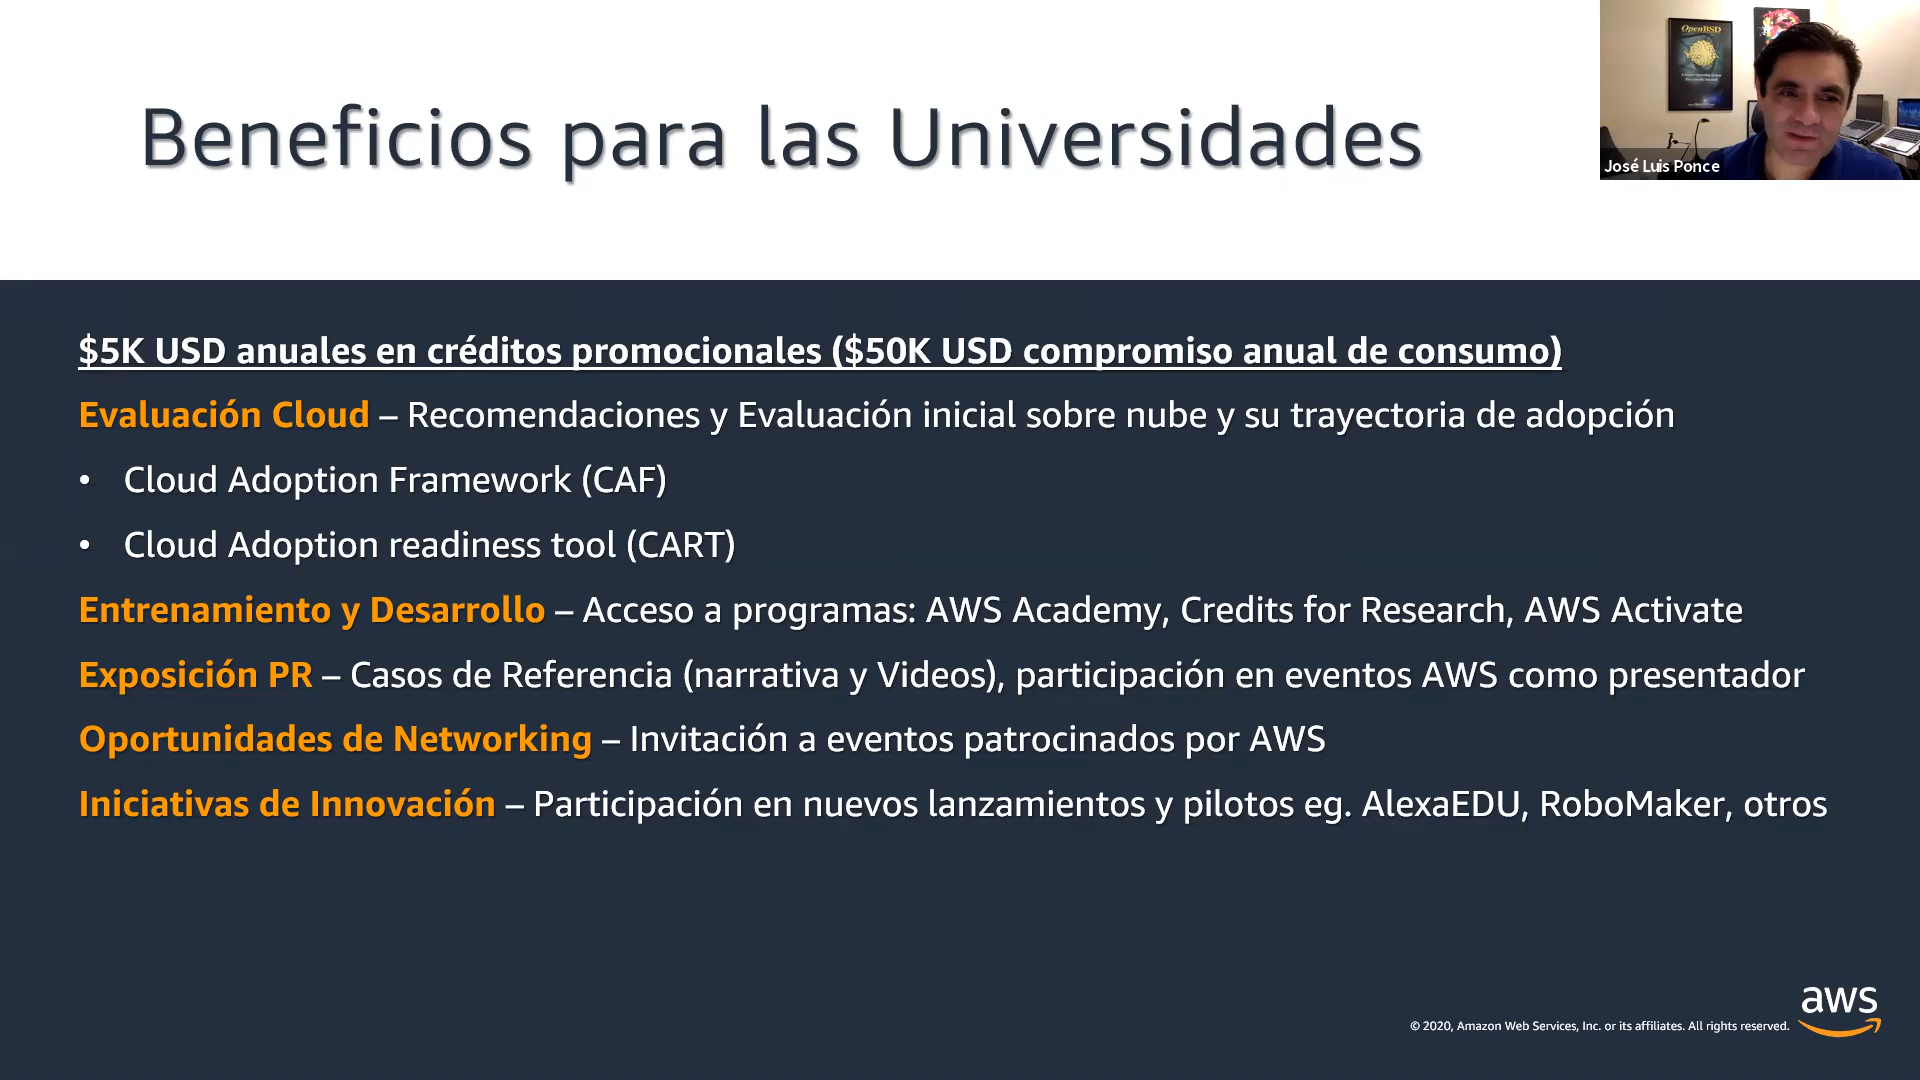 Beneficios para las Universidades
OpenBSD
José Luis Ponce
$5K USD anuales en créditos promocionales ($50K USD compromiso anual de consumo)
Evaluación Cloud – Recomendaciones y Evaluación inicial sobre nube y su trayectoria de adopción
• Cloud Adoption Framework (CAF)
• Cloud Adoption readiness tool (CART)
Entrenamiento y Desarrollo – Acceso a programas: AWS Academy, Credits for Research, AWS Activate
Exposición PR – Casos de Referencia (narrativa y Videos), participación en eventos AWS como presentador
Oportunidades de Networking – Invitación a eventos patrocinados por AWS
Iniciativas de Innovación – Participación en nuevos lanzamientos y pilotos eg. AlexaEDU, RoboMaker, otros
© 2020, Amazon Web Services, Inc. or its affiliates. All rights reserved.
aws